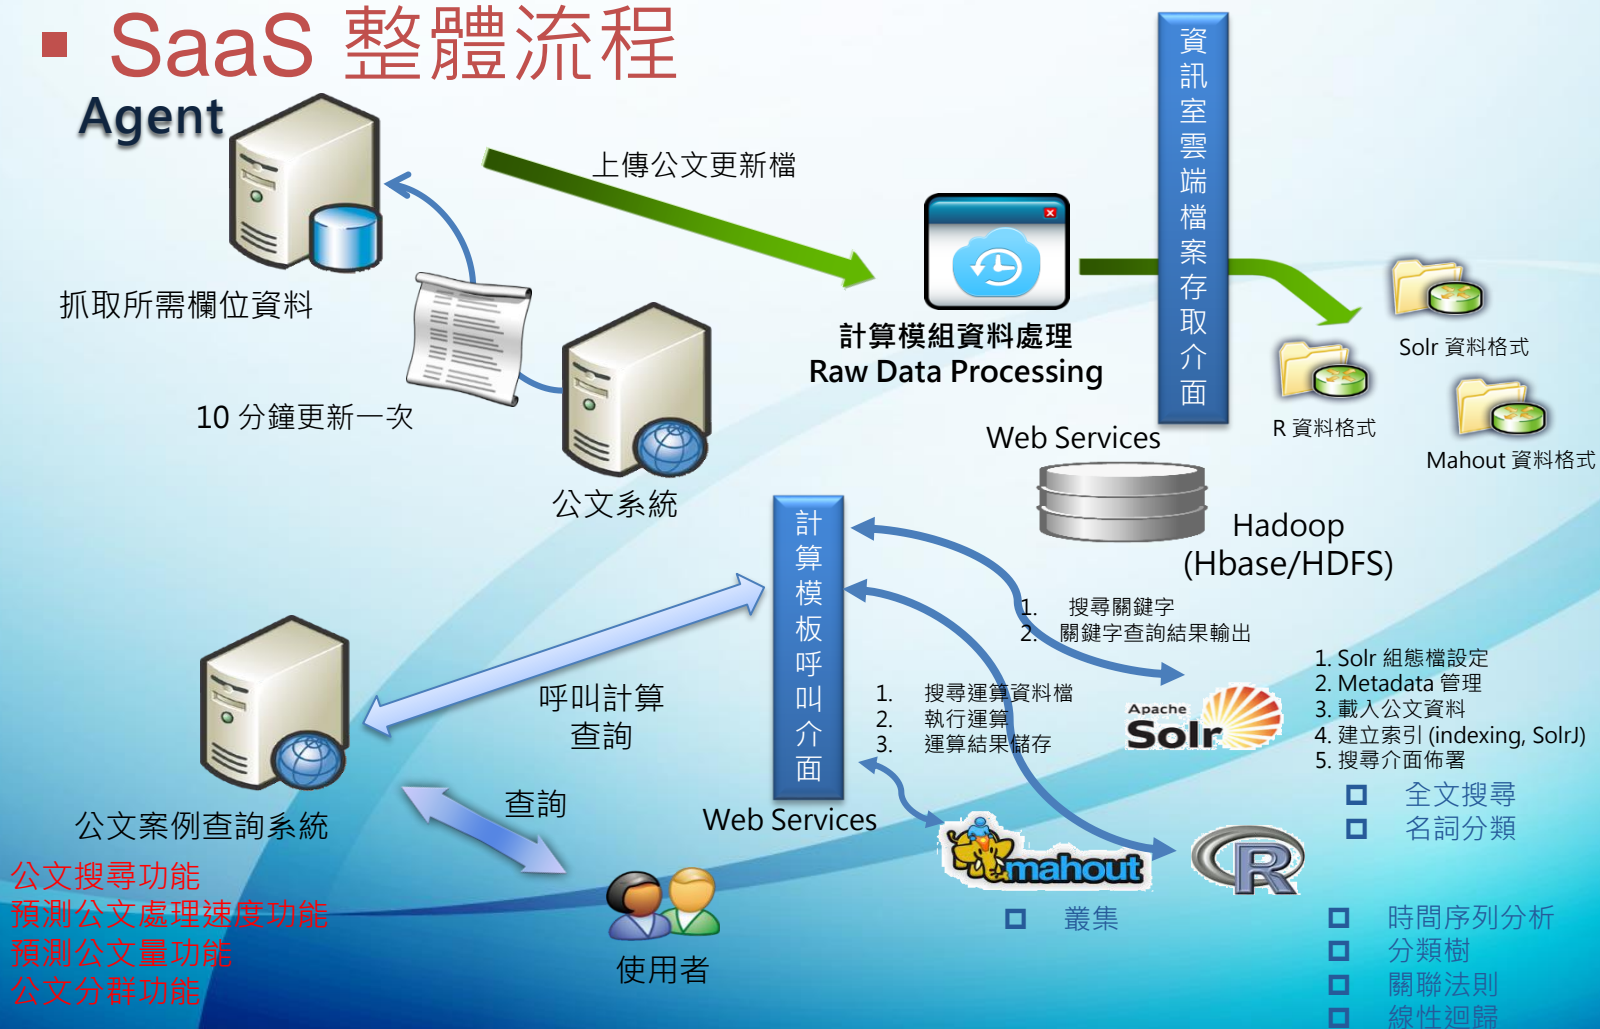 ▪ SaaS 整體流程
Agent
上傳公文更新檔
抓取所需欄位資料
10 分鐘更新一次
公文系統
計算模組資料處理
Raw Data Processing
資訊室雲端檔案存取介面
Web Services
Solr 資料格式
R 資料格式
Mahout 資料格式
Hadoop
(Hbase/HDFS)
計算模板呼叫介面
Web Services
呼叫計算
查詢
查詢
公文案例查詢系統
公文搜尋功能
預測公文處理速度功能
預測公文量功能
公文分群功能
使用者
1. 搜尋關鍵字
2. 關鍵字查詢結果輸出
1. 搜尋運算資料檔
2. 執行運算
3. 運算結果儲存
Apache
Solr
1. Solr 組態檔設定
2. Metadata 管理
3. 載入公文資料
4. 建立索引 (indexing, SolrJ)
5. 搜尋介面佈署
全文搜尋
名詞分類
mahout
叢集
R
時間序列分析
分類樹
關聯法則
線性迴歸